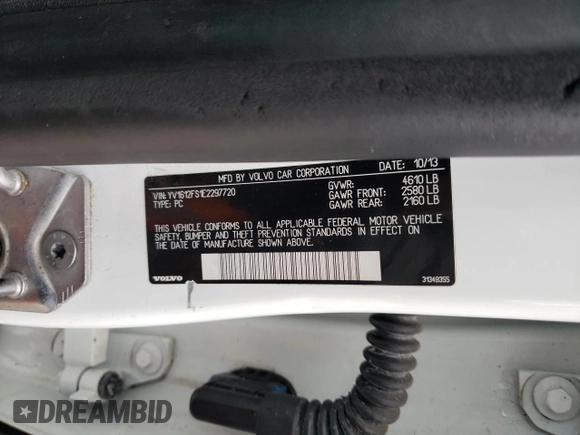 MFD BY VOLVO CAR CORPORATION DATE: 10/13
VIN: YV1612FS1E2297720 GVWR: 4610 LB
TYPE: PC GAWR FRONT: 2580 LB
GAWR REAR: 2160 LB
THIS VEHICLE CONFORMS TO ALL APPLICABLE FEDERAL MOTOR VEHICLE
SAFETY, BUMPER AND THEFT PREVENTION STANDARDS IN EFFECT ON
THE DATE OF MANUFACTURE SHOWN ABOVE.
VOLVO 31349355
DREAMBID